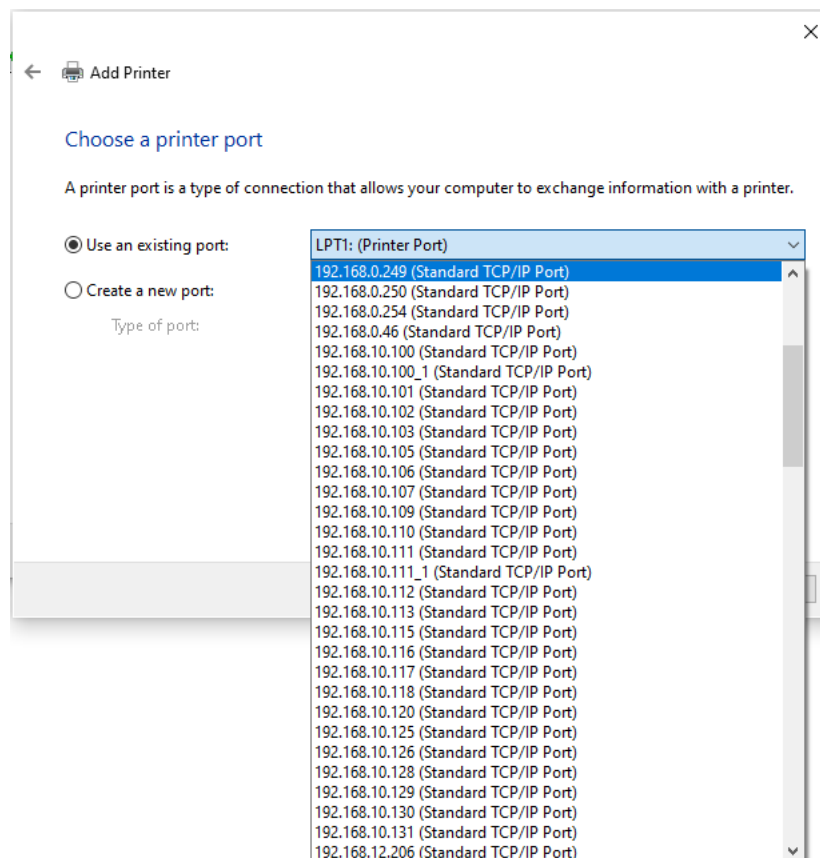 Add Printer
Choose a printer port
A printer port is a type of connection that allows your computer to exchange information with a printer.
Use an existing port:
LPT1: (Printer Port)
192.168.0.249 (Standard TCP/IP Port)
192.168.0.250 (Standard TCP/IP Port)
192.168.0.254 (Standard TCP/IP Port)
192.168.0.46 (Standard TCP/IP Port)
192.168.10.100 (Standard TCP/IP Port)
192.168.10.100_1 (Standard TCP/IP Port)
192.168.10.101 (Standard TCP/IP Port)
192.168.10.102 (Standard TCP/IP Port)
192.168.10.103 (Standard TCP/IP Port)
192.168.10.105 (Standard TCP/IP Port)
192.168.10.106 (Standard TCP/IP Port)
192.168.10.107 (Standard TCP/IP Port)
192.168.10.109 (Standard TCP/IP Port)
192.168.10.110 (Standard TCP/IP Port)
192.168.10.111 (Standard TCP/IP Port)
192.168.10.111_1 (Standard TCP/IP Port)
192.168.10.112 (Standard TCP/IP Port)
192.168.10.113 (Standard TCP/IP Port)
192.168.10.115 (Standard TCP/IP Port)
192.168.10.116 (Standard TCP/IP Port)
192.168.10.117 (Standard TCP/IP Port)
192.168.10.118 (Standard TCP/IP Port)
192.168.10.120 (Standard TCP/IP Port)
192.168.10.125 (Standard TCP/IP Port)
192.168.10.126 (Standard TCP/IP Port)
192.168.10.128 (Standard TCP/IP Port)
192.168.10.129 (Standard TCP/IP Port)
192.168.10.130 (Standard TCP/IP Port)
192.168.10.131 (Standard TCP/IP Port)
192.168.12.206 (Standard TCP/IP Port)
Create a new port:
Type of port: